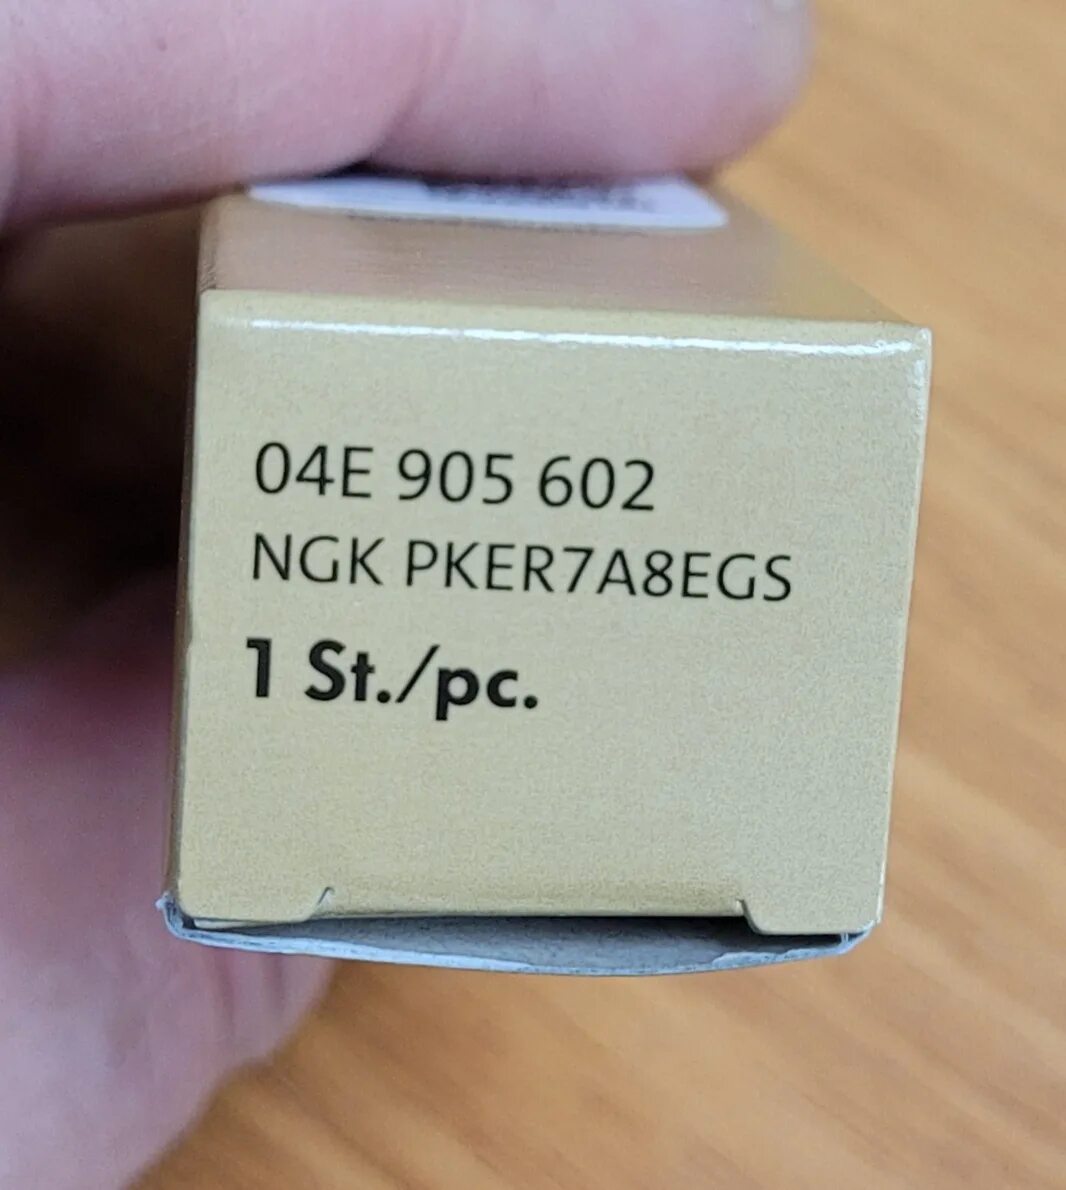 04E 905 602
NGK PKER7A8EGS
1 St./pc.